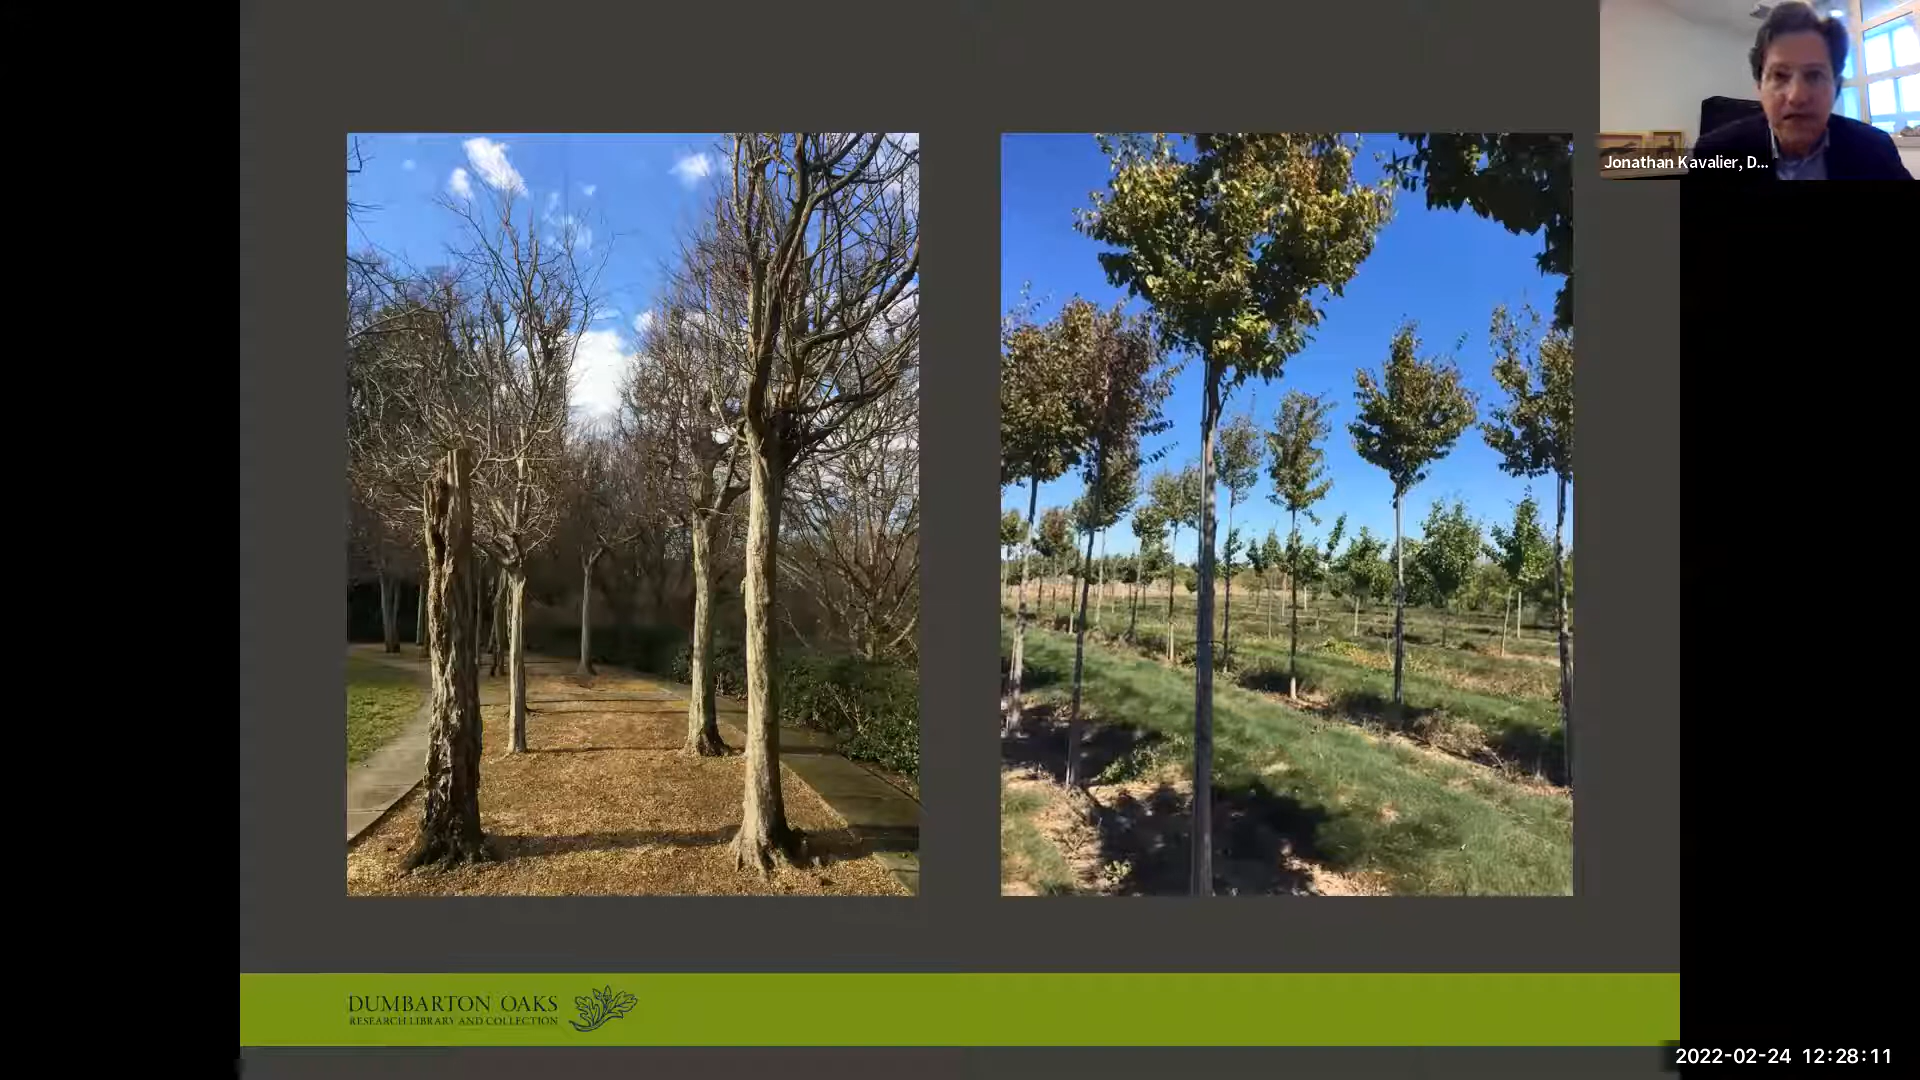 Jonathan Kavalier, D...
DUMBARTON OAKS
RESEARCH LIBRARY AND COLLECTION
2022-02-24 12:28:11